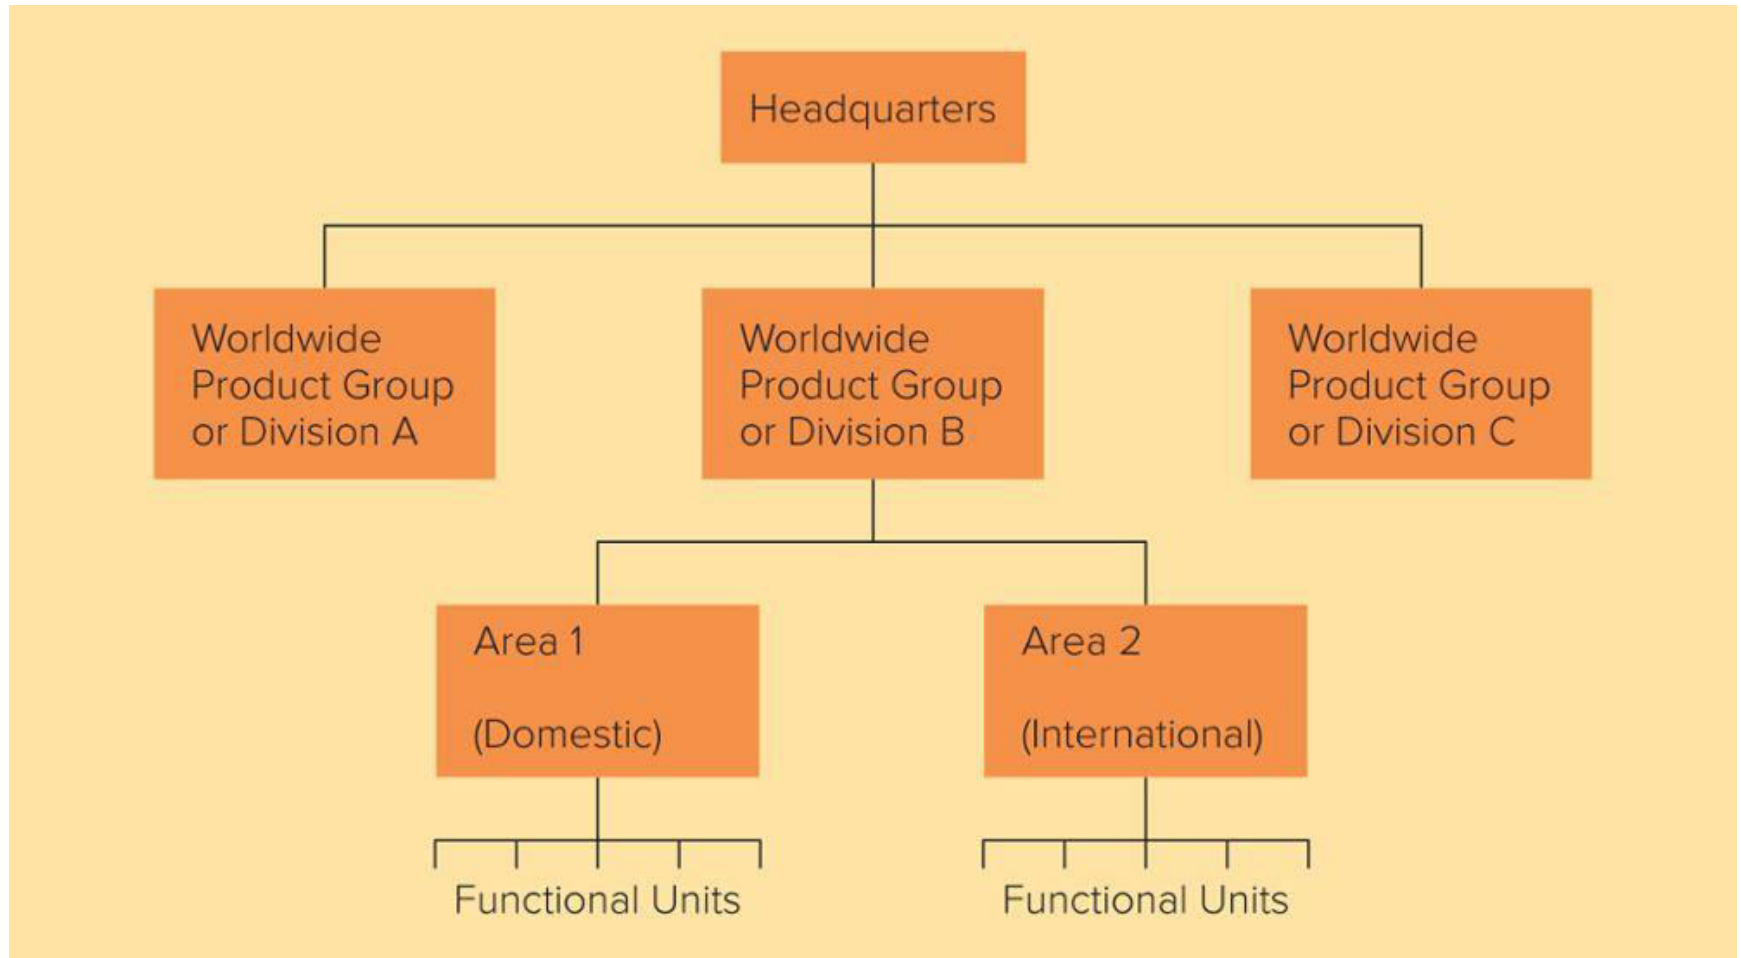 Headquarters
Worldwide
Product Group
or Division A
Worldwide
Product Group
or Division B
Worldwide
Product Group
or Division C
Area 1
(Domestic)
Area 2
(International)
Functional Units
Functional Units